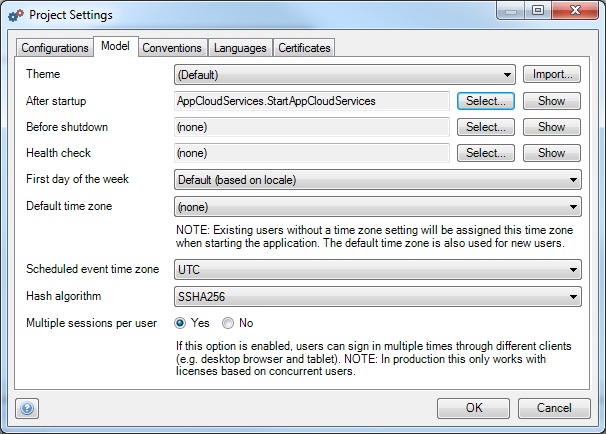 Project Settings
Configurations Model Conventions Languages Certificates
Theme (Default) Import...
After startup AppCloudServices.StartAppCloudServices Select... Show
Before shutdown (none) Select... Show
Health check (none) Select... Show
First day of the week Default (based on locale)
Default time zone (none)
NOTE: Existing users without a time zone setting will be assigned this time zone
when starting the application. The default time zone is also used for new users.
Scheduled event time zone UTC
Hash algorithm SSHA256
Multiple sessions per user Yes No
If this option is enabled, users can sign in multiple times through different clients
(e.g. desktop browser and tablet). NOTE: In production this only works with
licenses based on concurrent users.
? OK Cancel